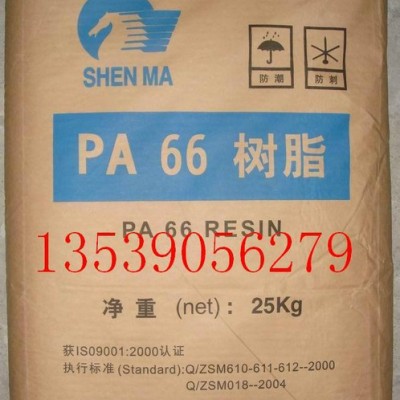 SHEN MA
防潮 防刺
PA 66 树脂
PA 66 RESIN
13539056279
净重 (net)： 25Kg
获ISO9001:2000认证
执行标准(Standard):Q/ZSM610-611-612--2000
Q/ZSM018--2004